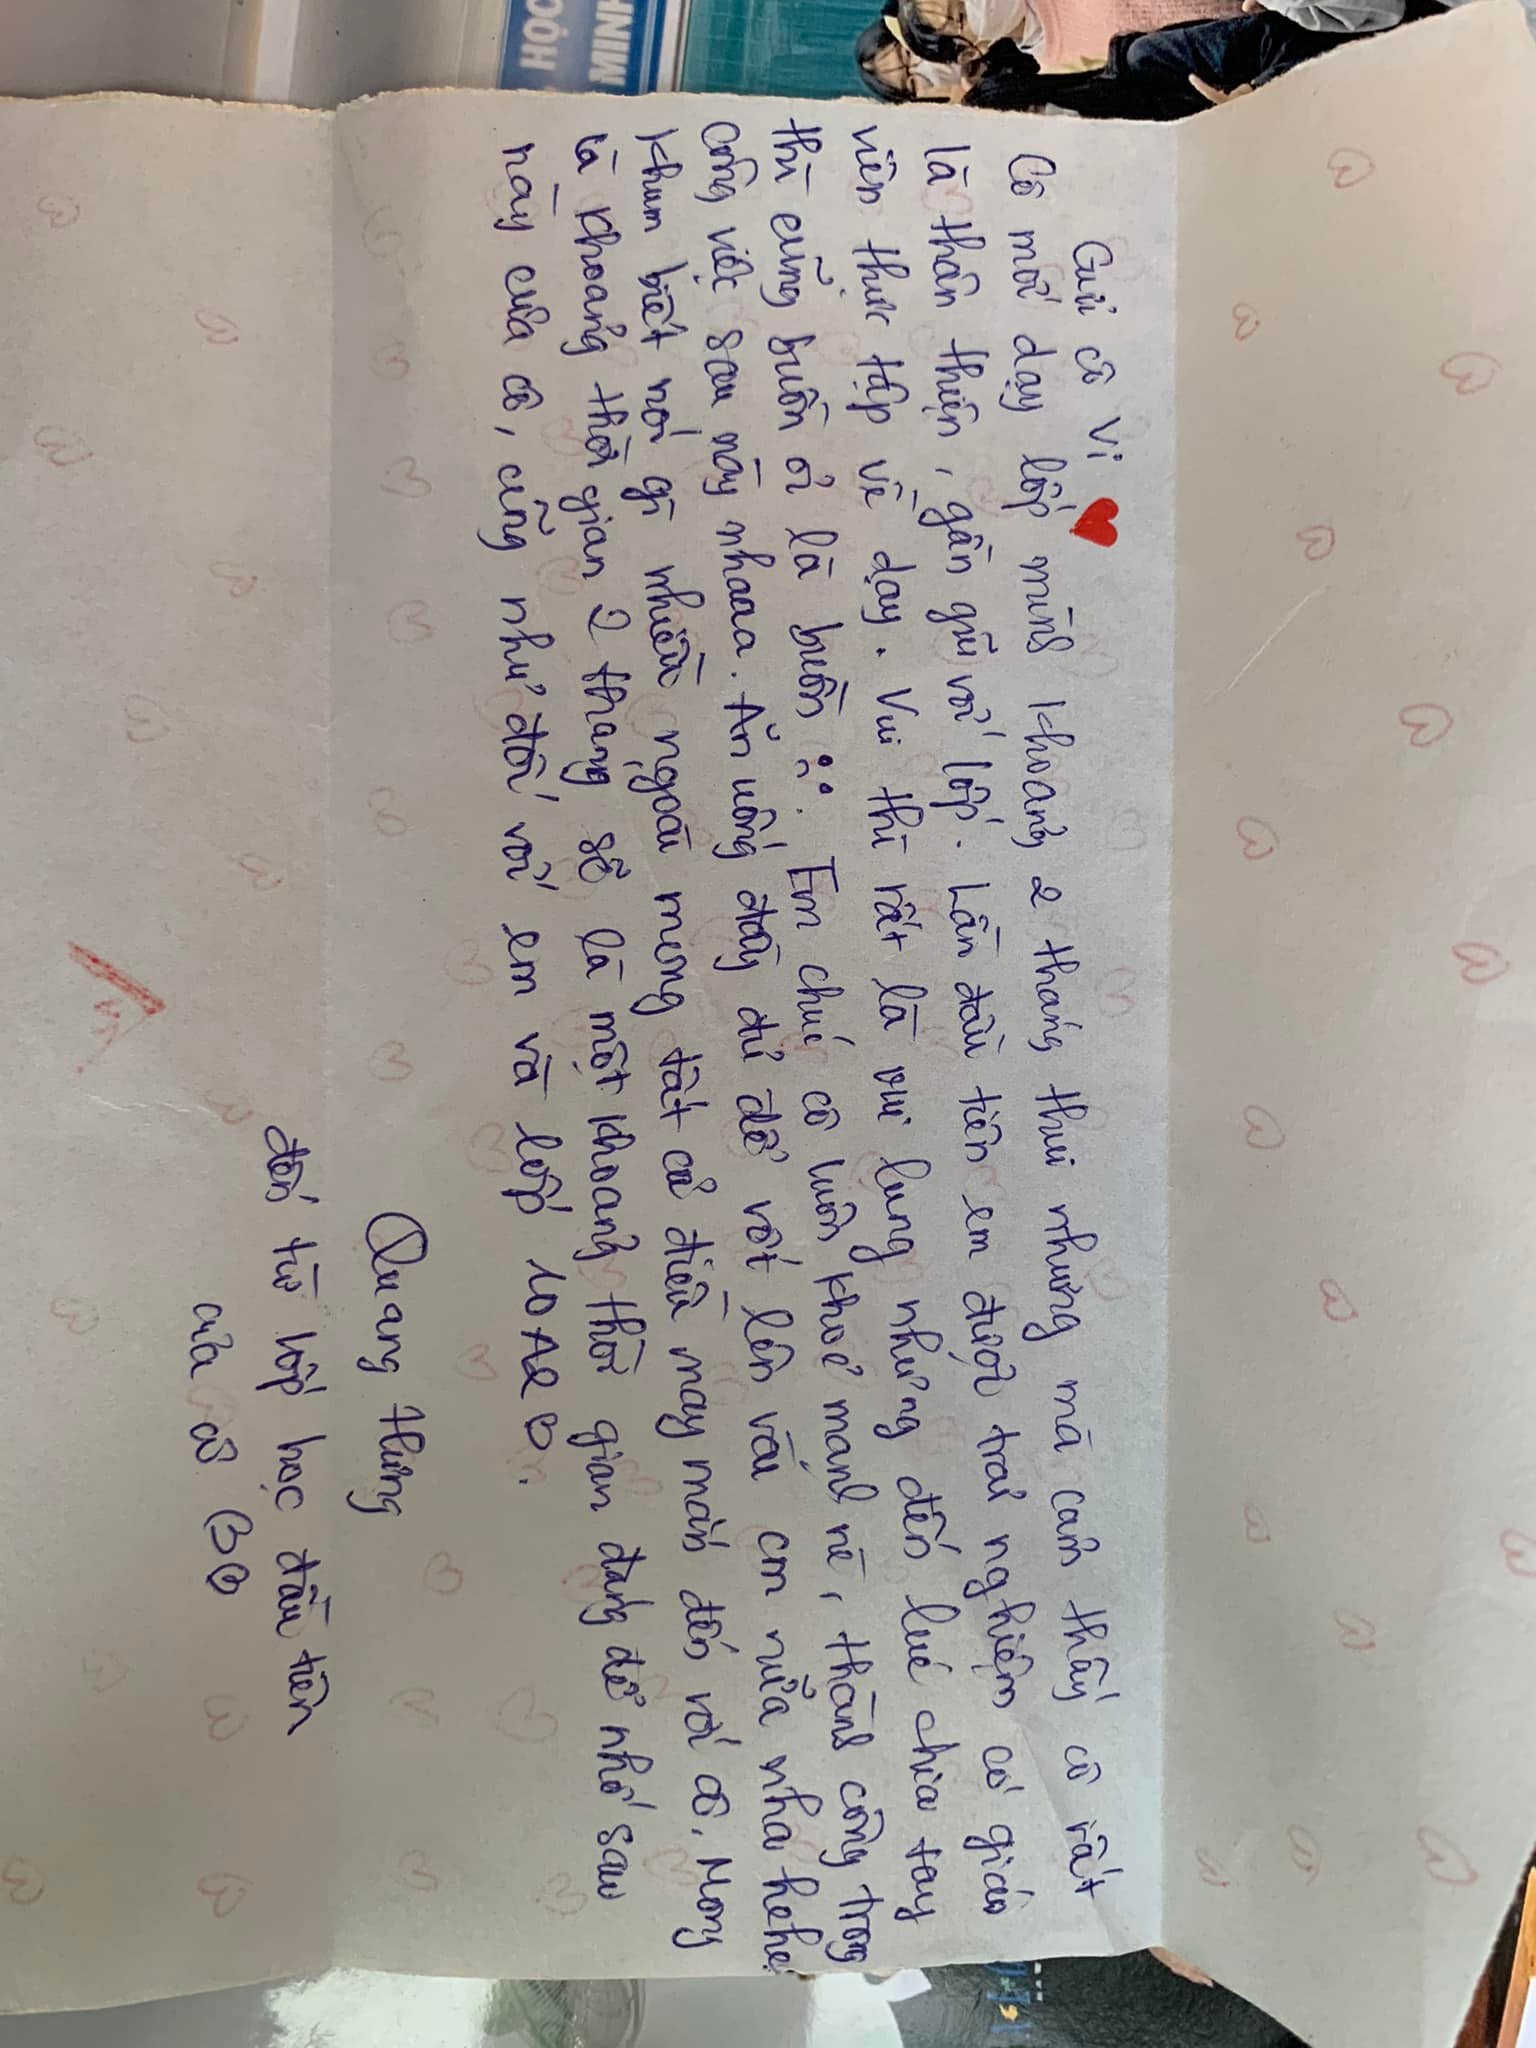 HỌC
MINH
Gửi cô Vi ♥
Cô mới dạy lớp mình khoảng 2 tháng thui nhưng mà cảm thấy cô rất
là thân thiện, gần gũi với lớp. Lần đầu tiên em được trải nghiệm có giáo
viên thực tập về dạy. Vui thì rất là vui lung nhưng đến lúc chia tay
thì cũng buồn ơi là buồn :. Em chúc cô luôn khoẻ mạnh nè, thành công trong
công việc sau này nhaaa. Ăn uống đầy đủ để vớt lên vài cm nữa nha hehe
Khum biết nói gì nhiều ngoài mong tất cả điều may mắn đến với cô. Mong
là khoảng thời gian 2 tháng sẽ là một khoảng thời gian đáng để nhớ sau
này của cô, cũng như đối với em và lớp 10A2.
Quang Hưng
đến từ lớp học đầu tiên
của cô